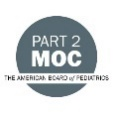 PART 2
MOC
THE AMERICAN BOARD of PEDIATRICS